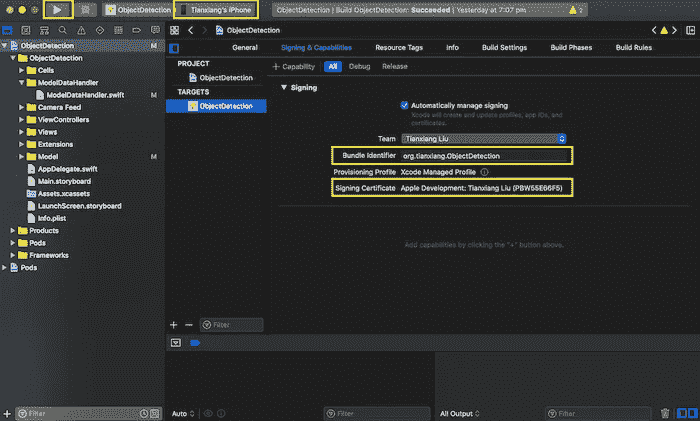 ObjectDetection
Tianxiang's iPhone
ObjectDetection | Build ObjectDetection: Succeeded | Yesterday at 7:07 pm
2
ObjectDetection M
ObjectDetection
Cells
ModelDataHandler
ModelDataHandler.swift M
Camera Feed
ViewControllers
Views
Extensions
Model
AppDelegate.swift
Main.storyboard
Assets.xcassets
LaunchScreen.storyboard
Info.plist
Products
Pods
Frameworks
Pods
Filter
ObjectDetection
General Signing & Capabilities Resource Tags Info Build Settings Build Phases Build Rules
PROJECT
ObjectDetection
TARGETS
ObjectDetection
Filter
+ Capability All Debug Release
Signing
Automatically manage signing
Xcode will create and update profiles, app IDs, and
certificates.
Team Tianxiang Liu
Bundle Identifier org.tianxiang.ObjectDetection
Provisioning Profile Xcode Managed Profile
Signing Certificate Apple Development: Tianxiang Liu (PBW55E66F5)
Add capabilities by clicking the "+" button above.
Auto Filter All Output Filter